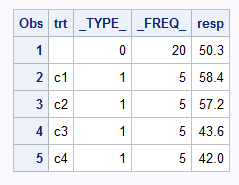 Obs trt _TYPE_ _FREQ_ resp
1 0 20 50.3
2 c1 1 5 58.4
3 c2 1 5 57.2
4 c3 1 5 43.6
5 c4 1 5 42.0